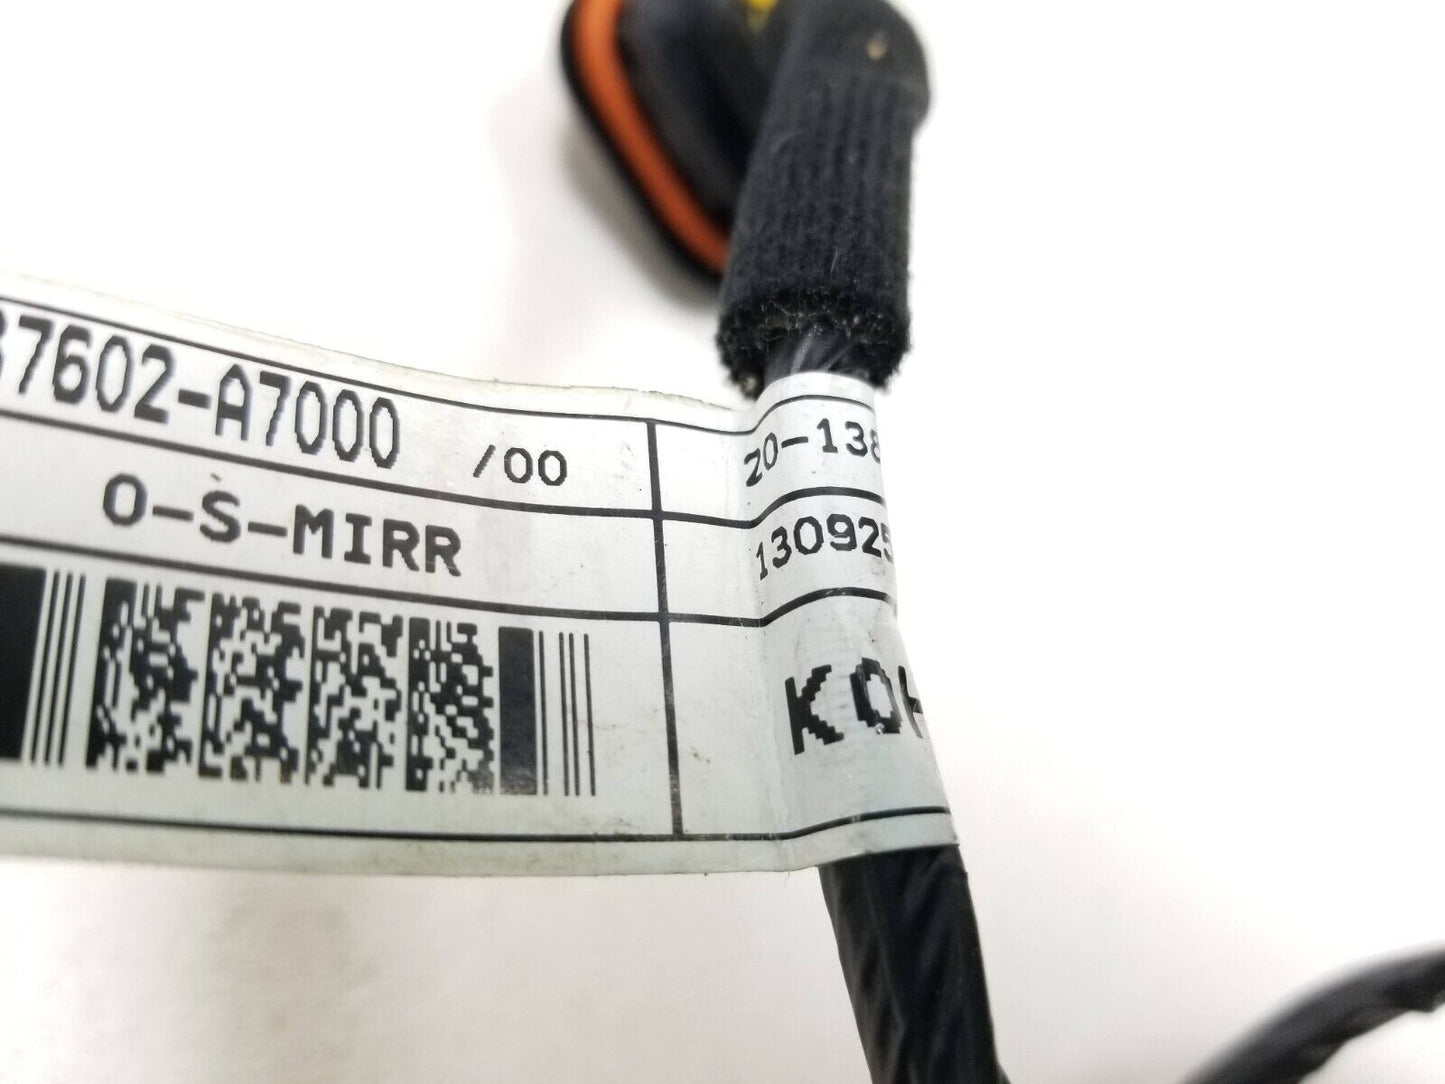 87602-A7000 /00
O-S-MIRR
20-138
130925
KOH